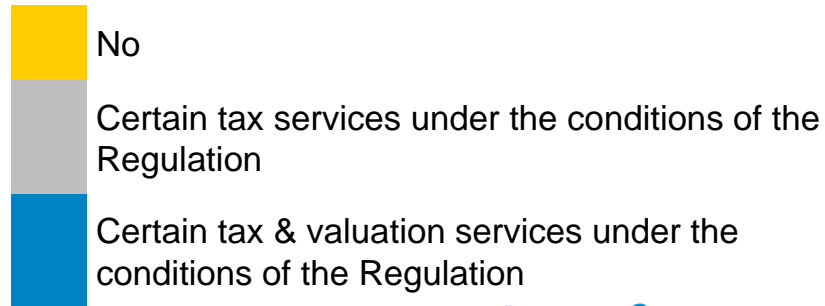 No
Certain tax services under the conditions of the
Regulation
Certain tax & valuation services under the
conditions of the Regulation